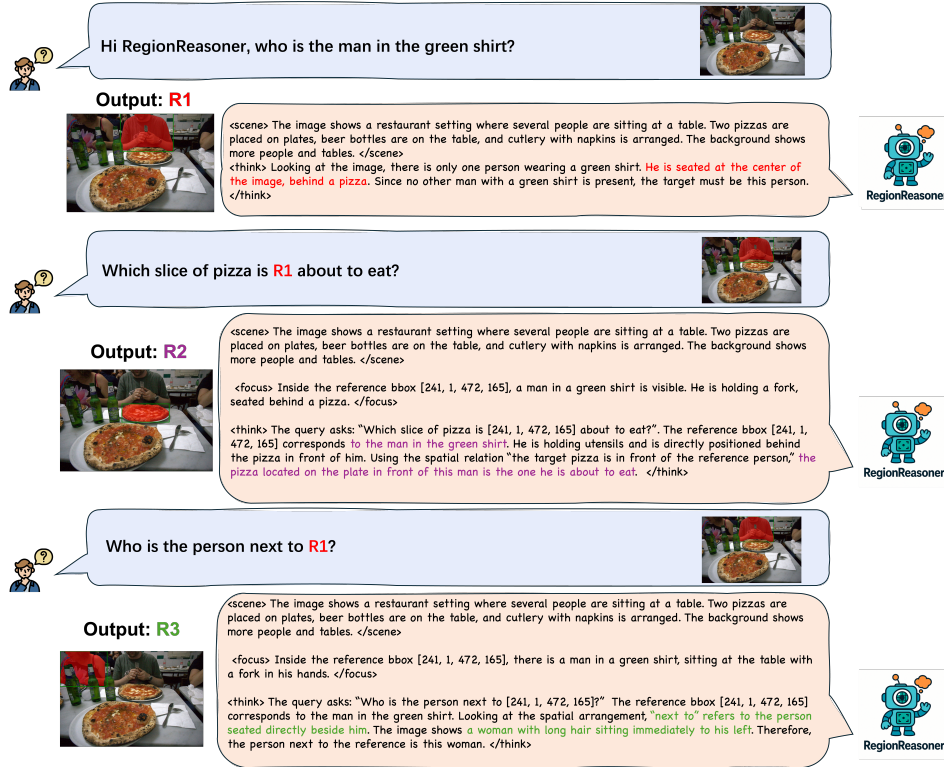 Hi RegionReasoner, who is the man in the green shirt?
Output: R1
<scene> The image shows a restaurant setting where several people are sitting at a table. Two pizzas are
placed on plates, beer bottles are on the table, and cutlery with napkins is arranged. The background shows
more people and tables. </scene>
<think> Looking at the image, there is only one person wearing a green shirt. He is seated at the center of
the image, behind a pizza. Since no other man with a green shirt is present, the target must be this person.
</think>
RegionReasoner
Which slice of pizza is R1 about to eat?
Output: R2
<scene> The image shows a restaurant setting where several people are sitting at a table. Two pizzas are
placed on plates, beer bottles are on the table, and cutlery with napkins is arranged. The background shows
more people and tables. </scene>
<focus> Inside the reference bbox [241, 1, 472, 165], a man in a green shirt is visible. He is holding a fork,
seated behind a pizza. </focus>
<think> The query asks: “Which slice of pizza is [241, 1, 472, 165] about to eat?”. The reference bbox [241, 1,
472, 165] corresponds to the man in the green shirt. He is holding utensils and is directly positioned behind
the pizza in front of him. Using the spatial relation “the target pizza is in front of the reference person,” the
pizza located on the plate in front of this man is the one he is about to eat. </think>
RegionReasoner
Who is the person next to R1?
Output: R3
<scene> The image shows a restaurant setting where several people are sitting at a table. Two pizzas are
placed on plates, beer bottles are on the table, and cutlery with napkins is arranged. The background shows
more people and tables. </scene>
<focus> Inside the reference bbox [241, 1, 472, 165], there is a man in a green shirt, sitting at the table with
a fork in his hands. </focus>
<think> The query asks: “Who is the person next to [241, 1, 472, 165]?” The reference bbox [241, 1, 472, 165]
corresponds to the man in the green shirt. Looking at the spatial arrangement, “next to” refers to the person
seated directly beside him. The image shows a woman with long hair sitting immediately to his left. Therefore,
the person next to the reference is this woman. </think>
RegionReasoner